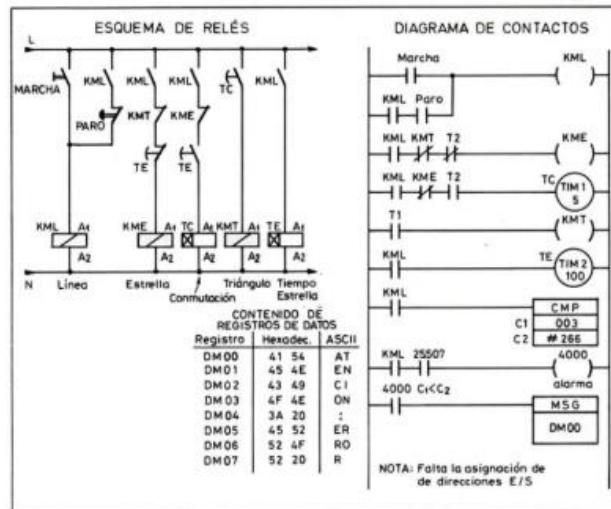 ESQUEMA DE RELÉS
L
MARCHA KML KML KML TC KML
PARO KMT KME
TE TE
KML A1 KME A1 TC A1 KMT A1 TE A1
A2 A2 A2 A2 A2
N Línea Estrella Triángulo Tiempo
Estrella
Conmutación
CONTENIDO DE
REGISTROS DE DATOS
Registro Hexadec. ASCII
DM00 41 54 AT
DM01 45 4E EN
DM02 43 49 CI
DM03 4F 4E ON
DM04 3A 20 :
DM05 45 52 ER
DM06 52 4F RO
DM07 52 20 R
DIAGRAMA DE CONTACTOS
Marcha KML
KML Paro
KML KMT T2 KME
KML KME T2 TC TIM 1
5
T1 KMT
KML TE TIM 2
100
KML CMP
C1 003
C2 # 266
KML 25507 4000
alarma
4000 C1<C2 MSG
DM00
NOTA: Falta la asignación de
de direcciones E/S